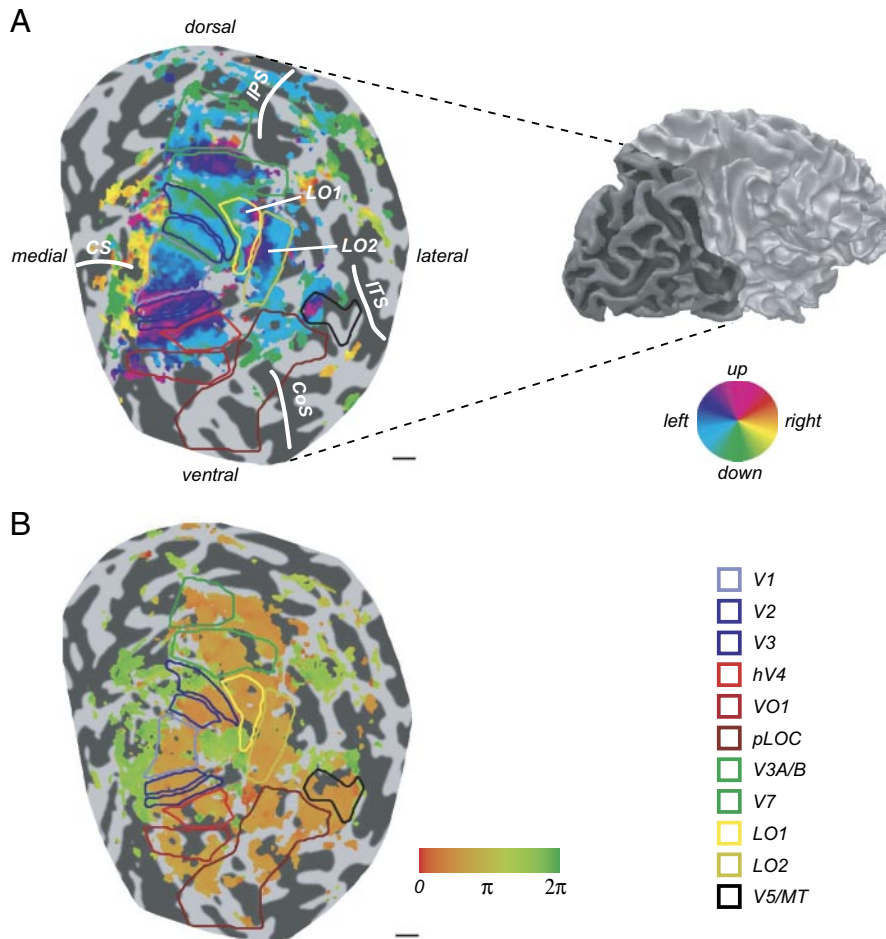 A
dorsal
IPS
LO1
LO2
medial
CS
lateral
ITS
CoS
ventral
up
left
right
down
B
0
π
2π
V1
V2
V3
hV4
VO1
pLOC
V3A/B
V7
LO1
LO2
V5/MT